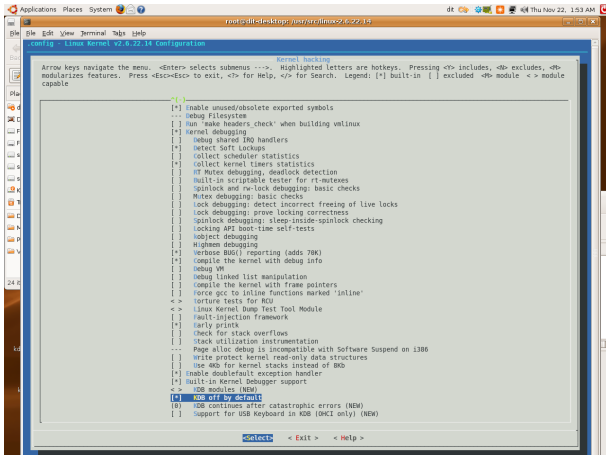 Applications Places System
dit
Thu Nov 22, 1:53 AM
root@dit-desktop: /usr/src/linux-2.6.22.14
File Edit View Terminal Tabs Help
.config - Linux Kernel v2.6.22.14 Configuration
Kernel hacking
Arrow keys navigate the menu. <Enter> selects submenus --->. Highlighted letters are hotkeys. Pressing <Y> includes, <N> excludes, <M>
modularizes features. Press <Esc><Esc> to exit, <?> for Help, </> for Search. Legend: [*] built-in [ ] excluded <M> module < > module
capable
^(-)
[*] Enable unused/obsolete exported symbols
--- Debug Filesystem
[ ] Run 'make headers_check' when building vmlinux
[*] Kernel debugging
[ ] Debug shared IRQ handlers
[*] Detect Soft Lockups
[ ] Collect scheduler statistics
[*] Collect kernel timers statistics
[ ] RT Mutex debugging, deadlock detection
[ ] Built-in scriptable tester for rt-mutexes
[ ] Spinlock and rw-lock debugging: basic checks
[ ] Mutex debugging: basic checks
[ ] Lock debugging: detect incorrect freeing of live locks
[ ] Lock debugging: prove locking correctness
[ ] Spinlock debugging: sleep-inside-spinlock checking
[ ] Locking API boot-time self-tests
[ ] kobject debugging
[ ] Highmem debugging
[*] Verbose BUG() reporting (adds 70K)
[*] Compile the kernel with debug info
[ ] Debug VM
[ ] Debug linked list manipulation
[ ] Compile the kernel with frame pointers
[ ] Force gcc to inline functions marked 'inline'
< > torture tests for RCU
< > Linux Kernel Dump Test Tool Module
[ ] Fault-injection framework
[*] Early printk
[ ] Check for stack overflows
[ ] Stack utilization instrumentation
--- Page alloc debug is incompatible with Software Suspend on i386
[ ] Write protect kernel read-only data structures
[ ] Use 4Kb for kernel stacks instead of 8Kb
[*] Enable doublefault exception handler
[*] Built-in Kernel Debugger support
< > KDB modules (NEW)
[*] KDB off by default
(0) KDB continues after catastrophic errors (NEW)
[ ] Support for USB Keyboard in KDB (OHCI only) (NEW)
<Select> < Exit > < Help >